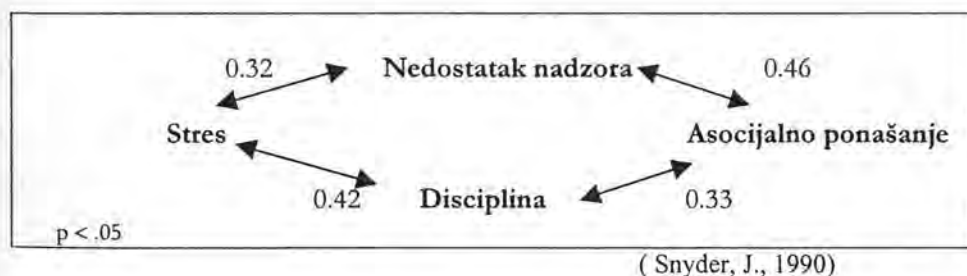 0.32 Nedostatak nadzora 0.46
Stres Asocijalno ponašanje
0.42 Disciplina 0.33
p < .05
( Snyder, J., 1990)